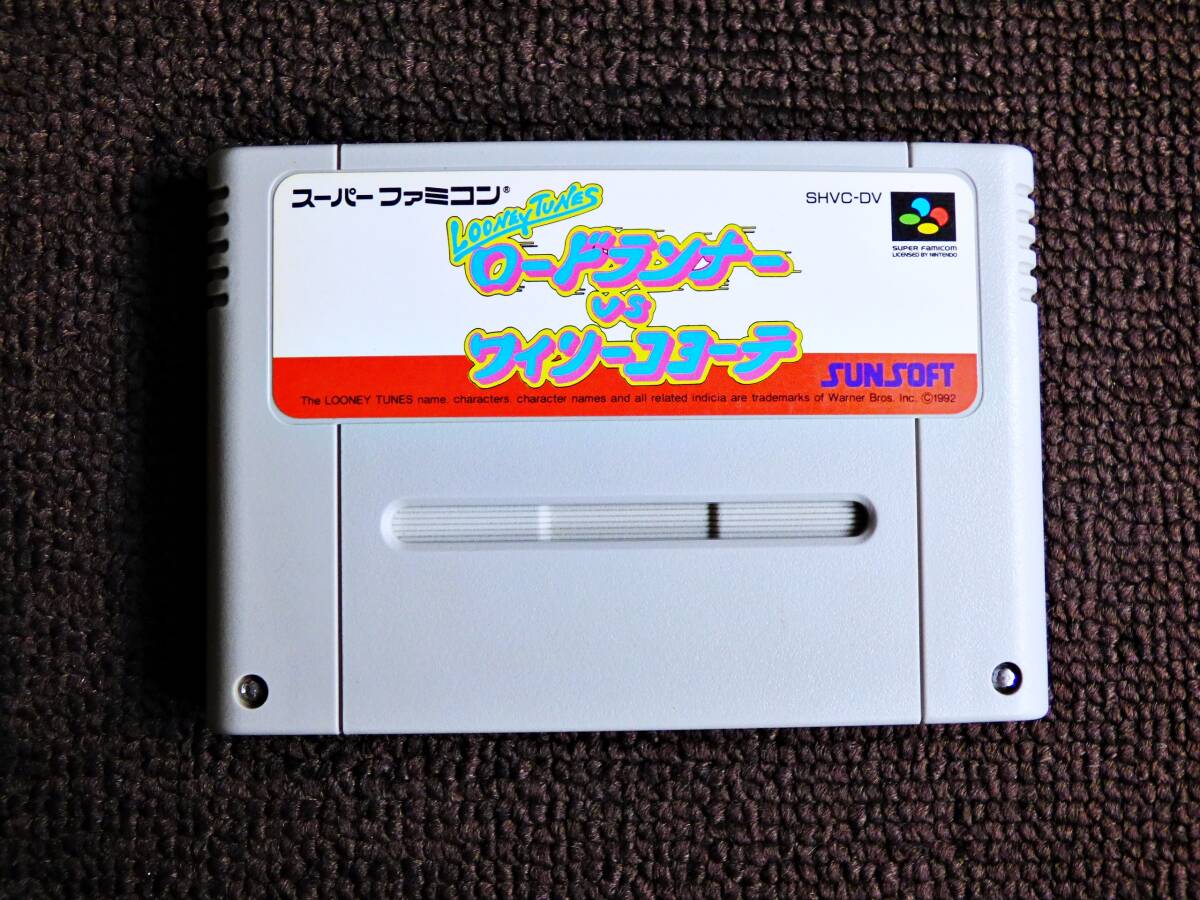 スーパーファミコン®
SHVC-DV
SUPER FAMICOM
LICENSED BY NINTENDO
LOONEY TUNES
ロードランナー
VS
ワイリーコヨーテ
SUNSOFT
The LOONEY TUNES name, characters, character names and all related indicia are trademarks of Warner Bros. Inc. ©1992